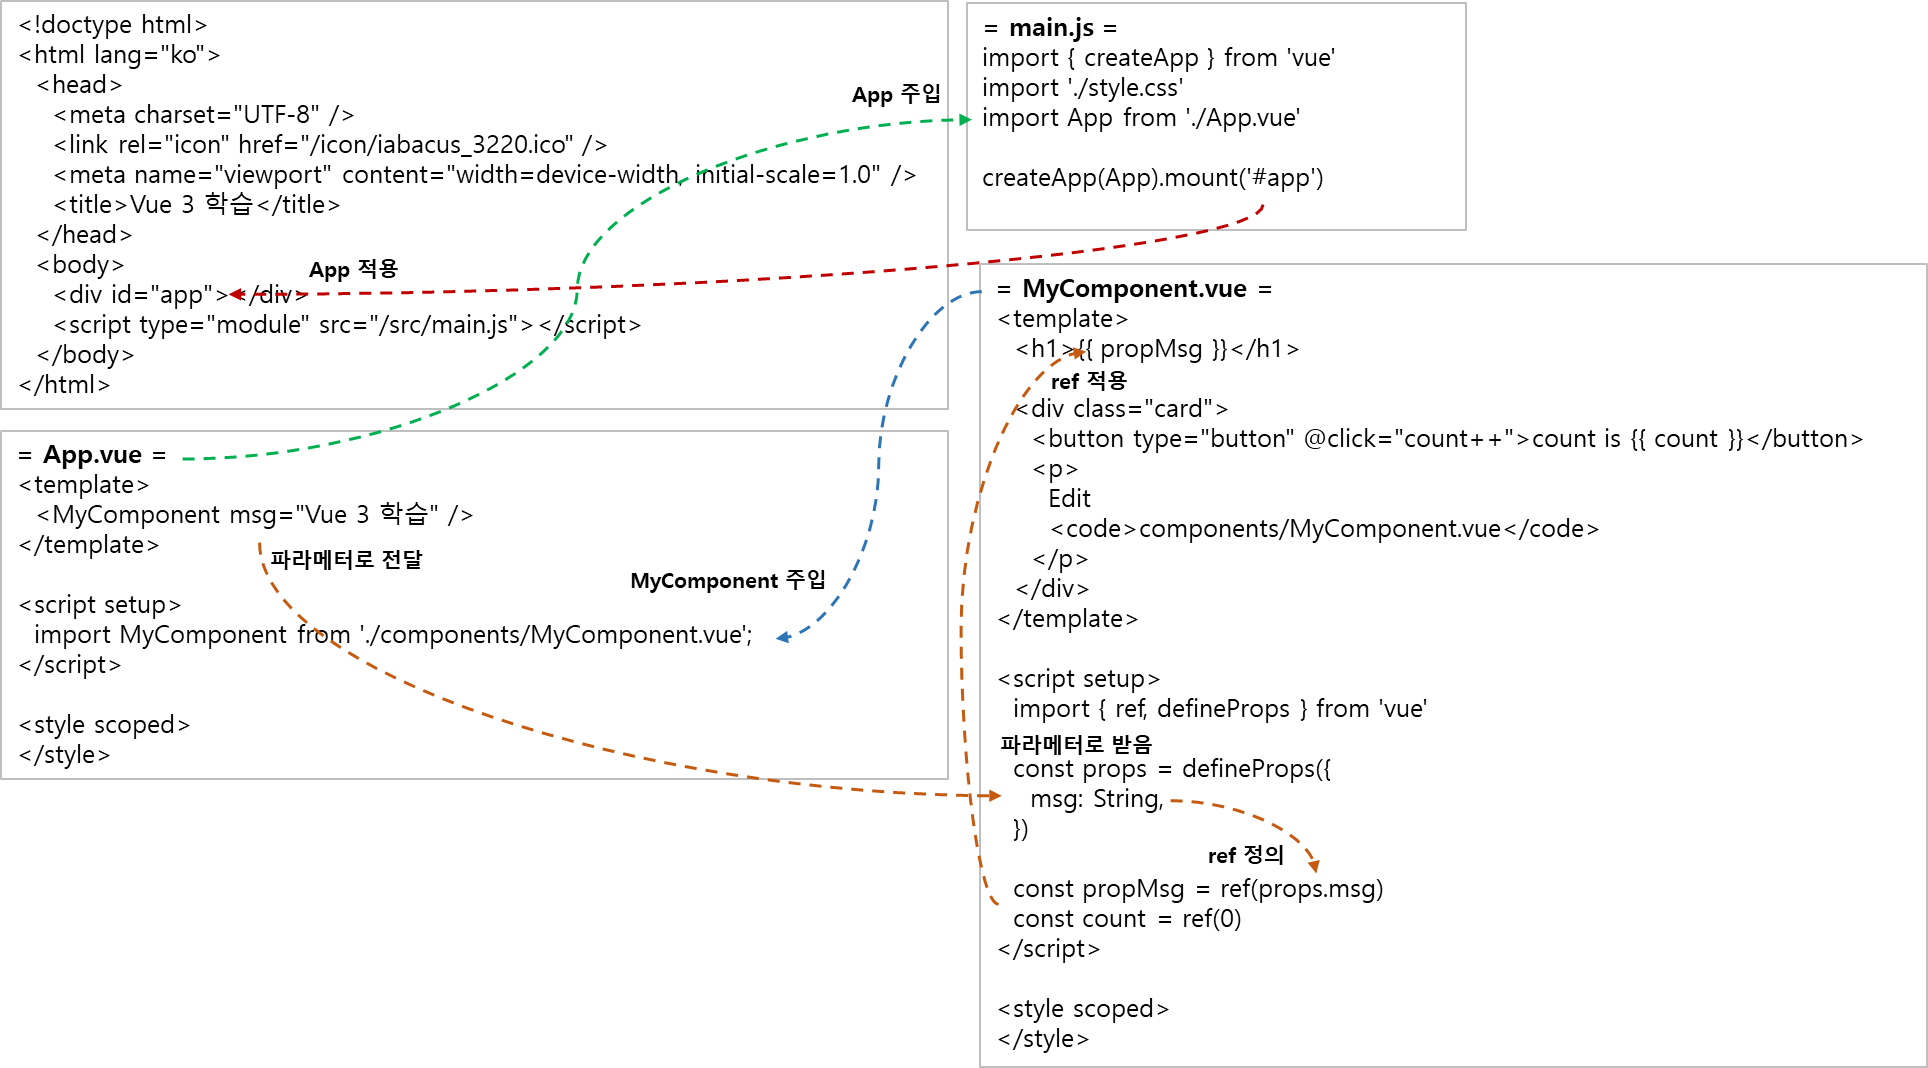 <!doctype html>
<html lang="ko">
<head>
<meta charset="UTF-8" />
<link rel="icon" href="/icon/iabacus_3220.ico" />
<meta name="viewport" content="width=device-width, initial-scale=1.0" />
<title>Vue 3 학습</title>
</head>
<body>
<div id="app"></div>
<script type="module" src="/src/main.js"></script>
</body>
</html>
App 주입
App 적용
= main.js =
import { createApp } from 'vue'
import './style.css'
import App from './App.vue'
createApp(App).mount('#app')
= App.vue =
<template>
<MyComponent msg="Vue 3 학습" />
</template>
파라메터로 전달
MyComponent 주입
<script setup>
import MyComponent from './components/MyComponent.vue';
</script>
<style scoped>
</style>
= MyComponent.vue =
<template>
<h1>{{ propMsg }}</h1>
ref 적용
<div class="card">
<button type="button" @click="count++">count is {{ count }}</button>
<p>
Edit
<code>components/MyComponent.vue</code>
</p>
</div>
</template>
<script setup>
import { ref, defineProps } from 'vue'
파라메터로 받음
const props = defineProps({
msg: String,
})
ref 정의
const propMsg = ref(props.msg)
const count = ref(0)
</script>
<style scoped>
</style>